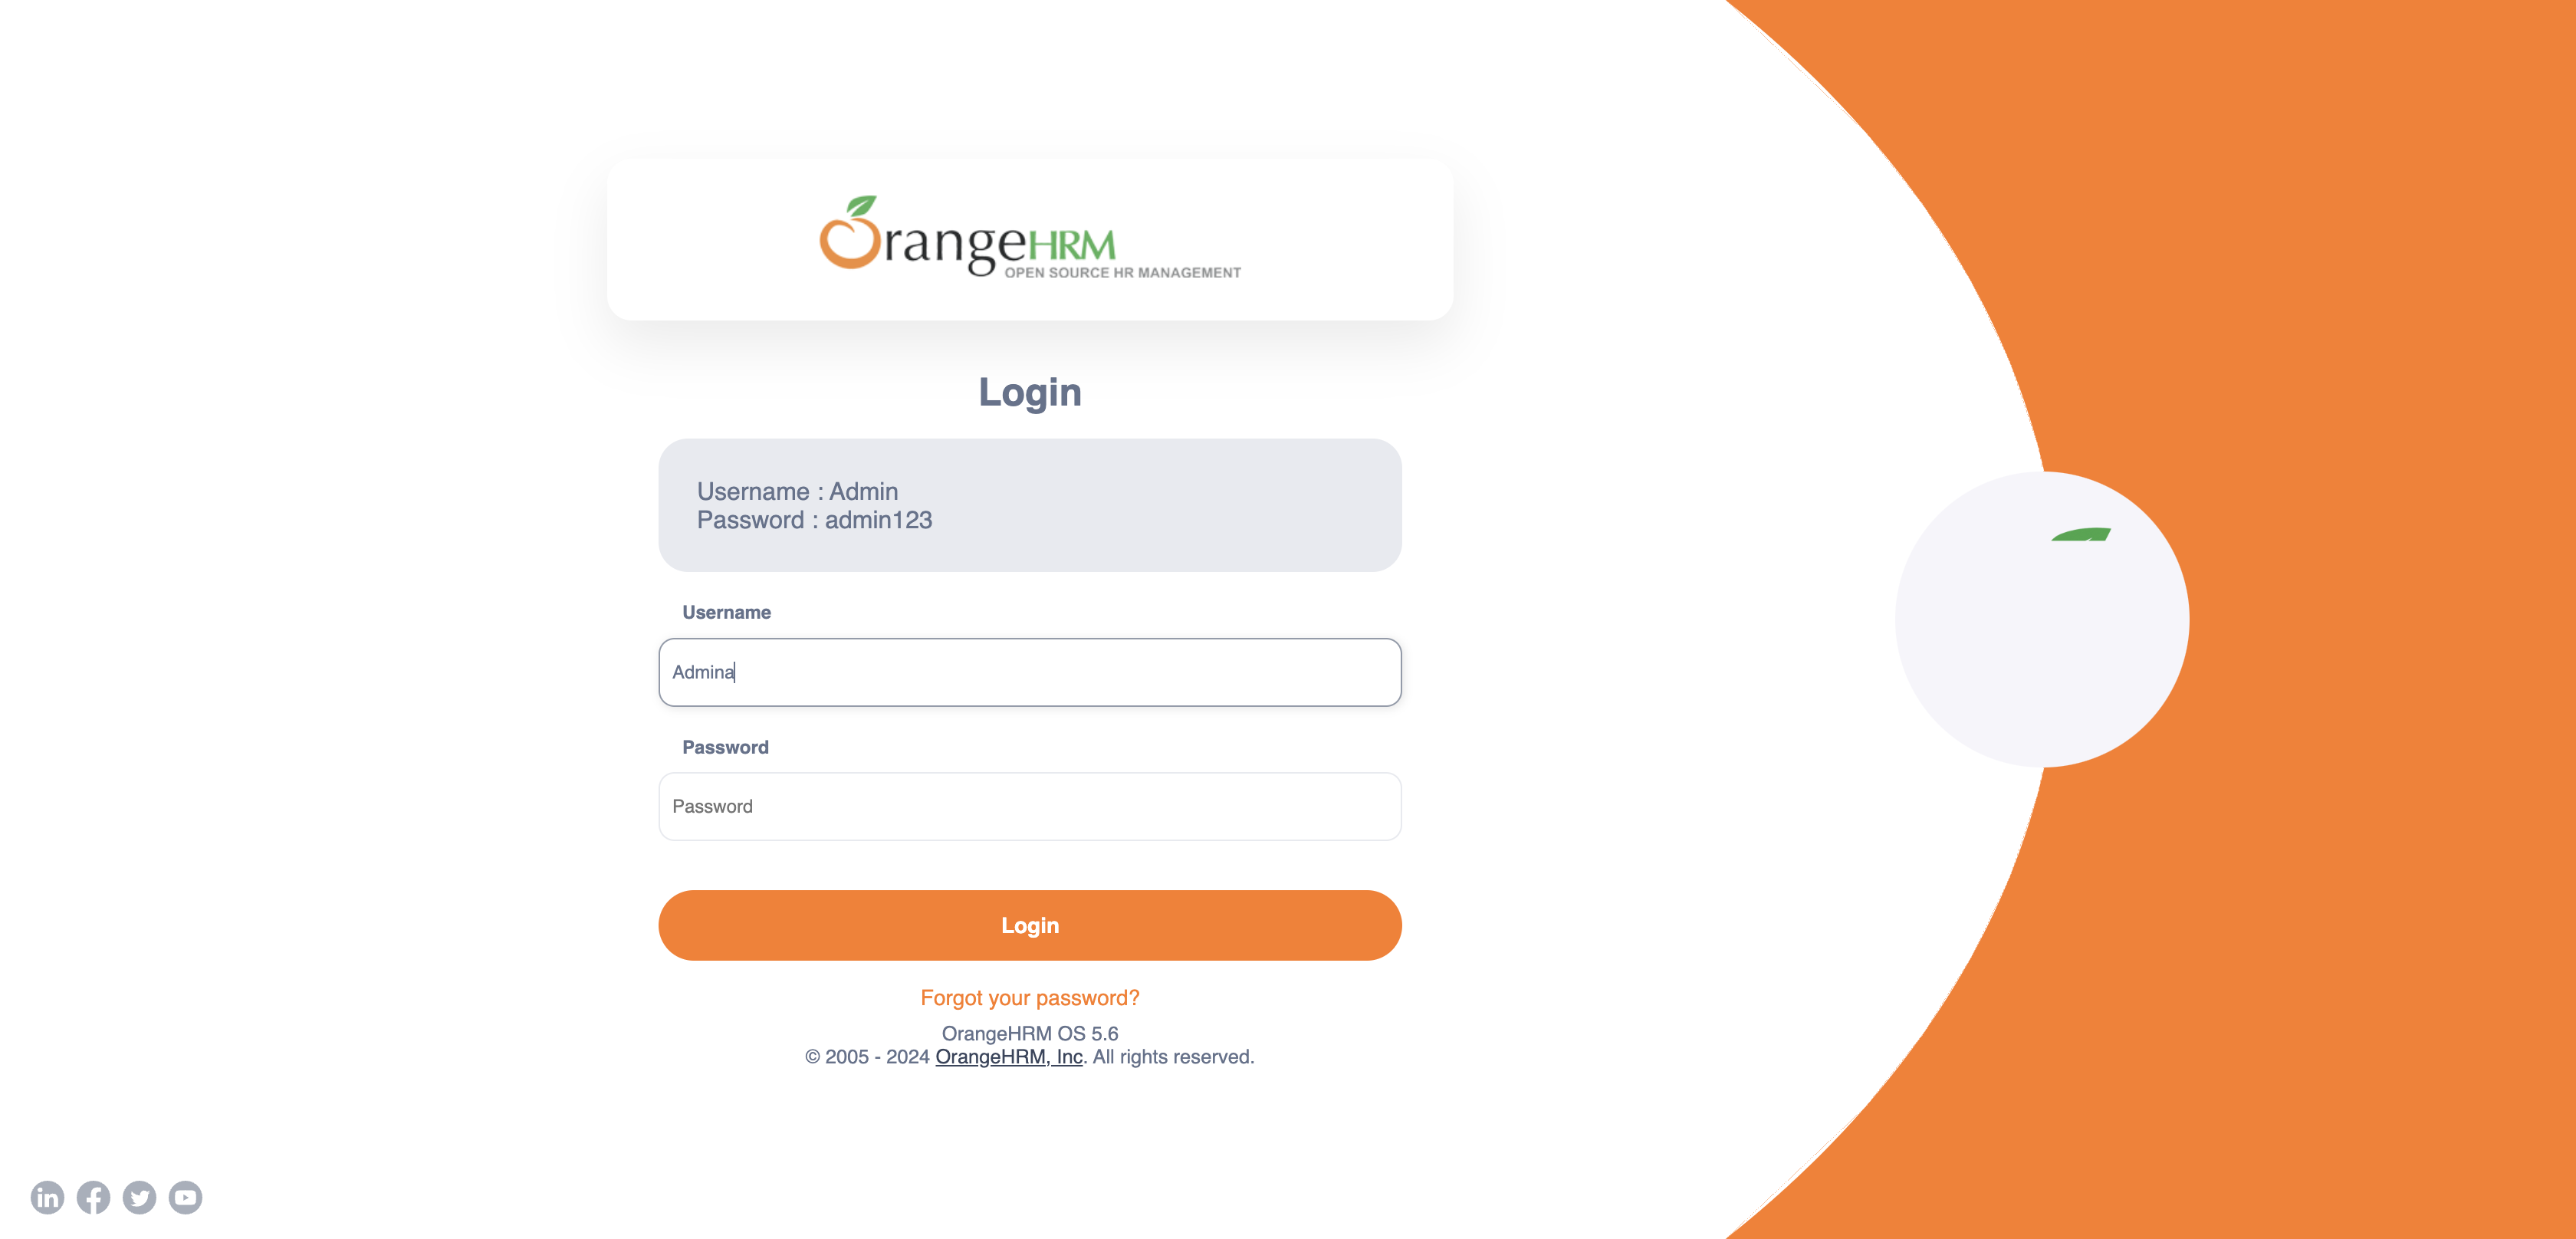 OrangeHRM
OPEN SOURCE HR MANAGEMENT
Login
Username : Admin
Password : admin123
Username
Admina
Password
Password
Login
Forgot your password?
OrangeHRM OS 5.6
© 2005 - 2024 OrangeHRM, Inc. All rights reserved.
in